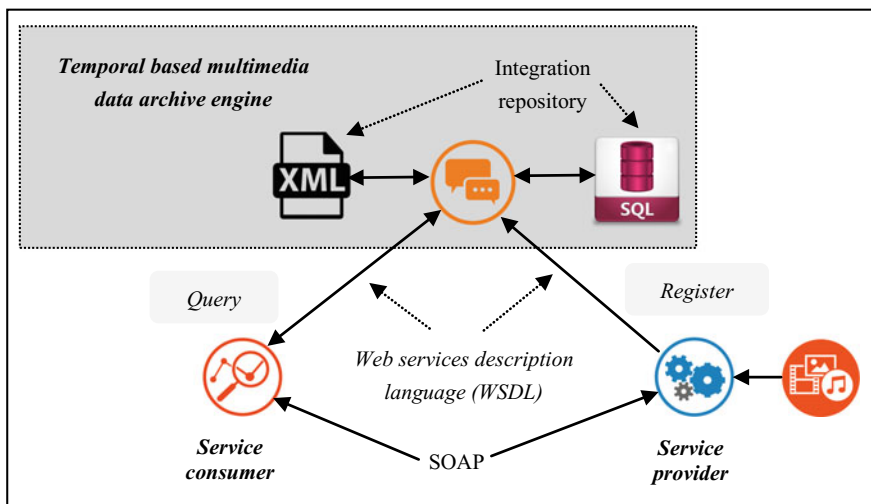 Temporal based multimedia
data archive engine
Integration
repository
XML
SQL
Query
Register
Web services description
language (WSDL)
Service
consumer
SOAP
Service
provider